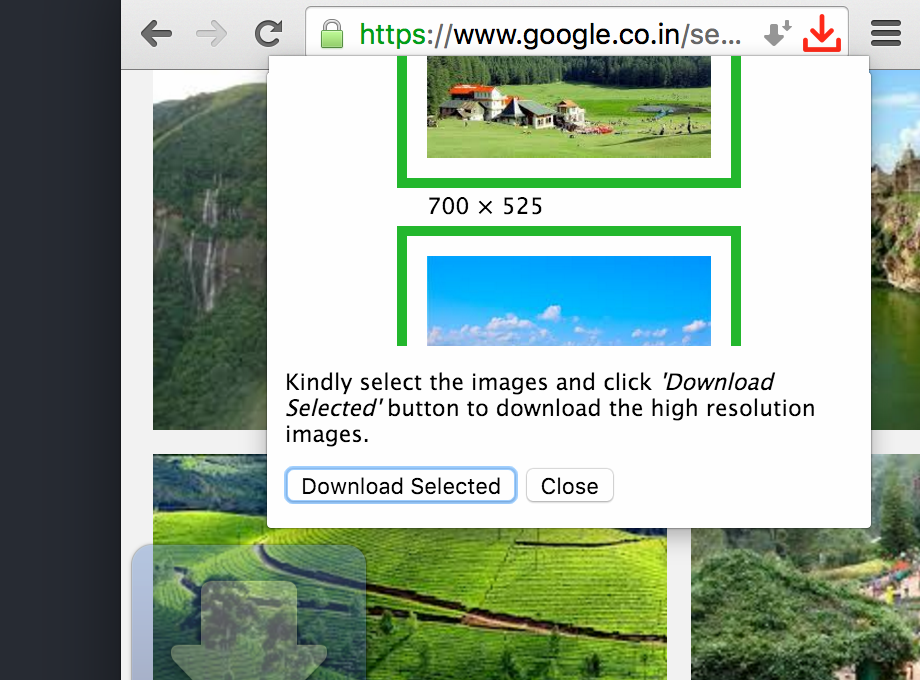 https://www.google.co.in/se...
700 × 525
Kindly select the images and click 'Download
Selected' button to download the high resolution
images.
Download Selected
Close